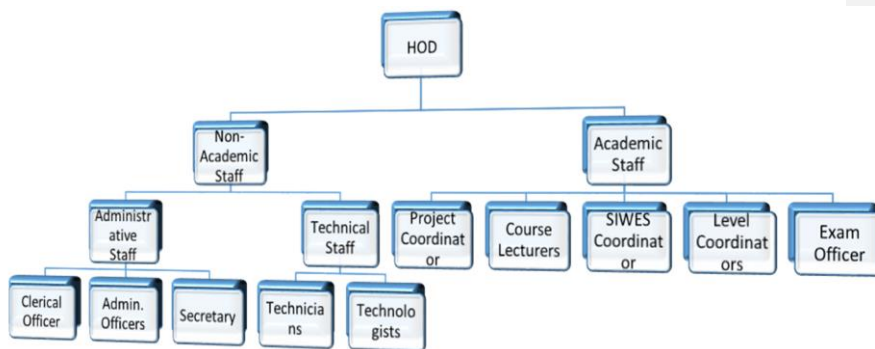 HOD
Non-
Academic
Staff
Academic
Staff
Administr
ative
Staff
Technical
Staff
Project
Coordinat
or
Course
Lecturers
SIWES
Coordinat
or
Level
Coordinat
ors
Exam
Officer
Clerical
Officer
Admin.
Officers
Secretary
Technicia
ns
Technolo
gists